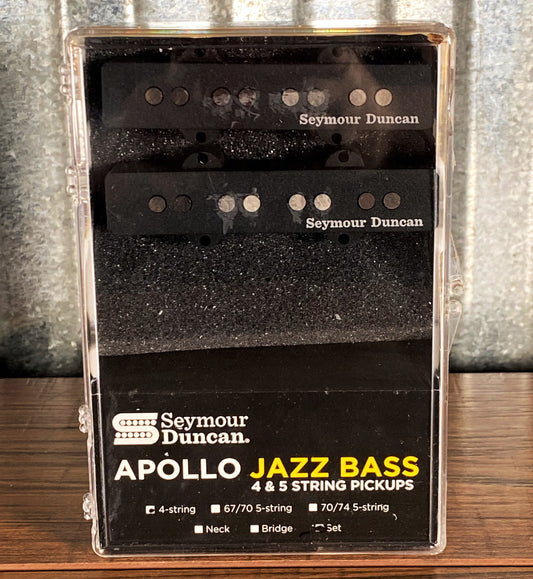 Seymour Duncan
Seymour Duncan
Seymour
Duncan.
APOLLO JAZZ BASS
4 & 5 STRING PICKUPS
4-string 67/70 5-string 70/74 5-string
Neck Bridge Set